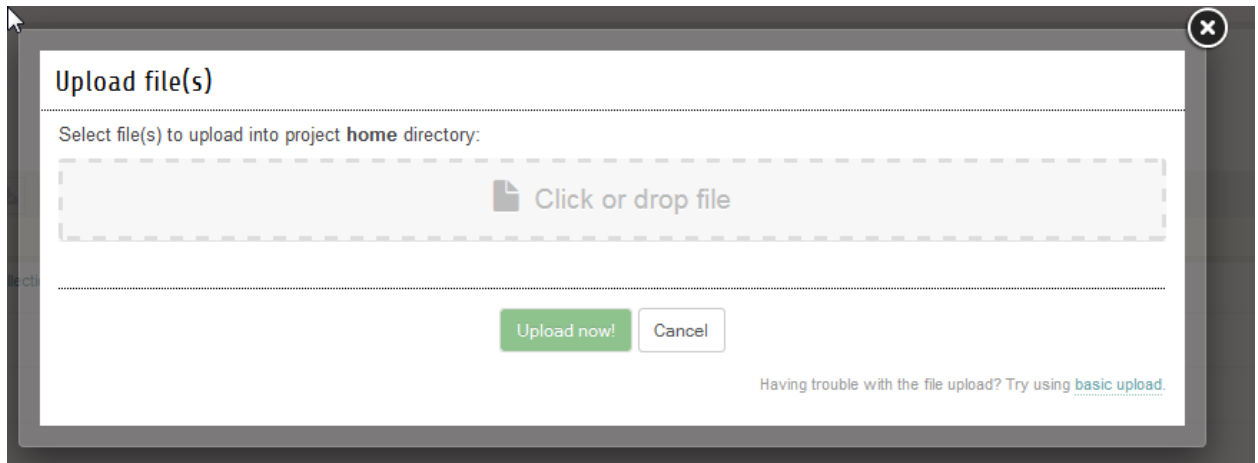 Upload file(s)
Select file(s) to upload into project home directory:
Click or drop file
Upload now! Cancel
Having trouble with the file upload? Try using basic upload.